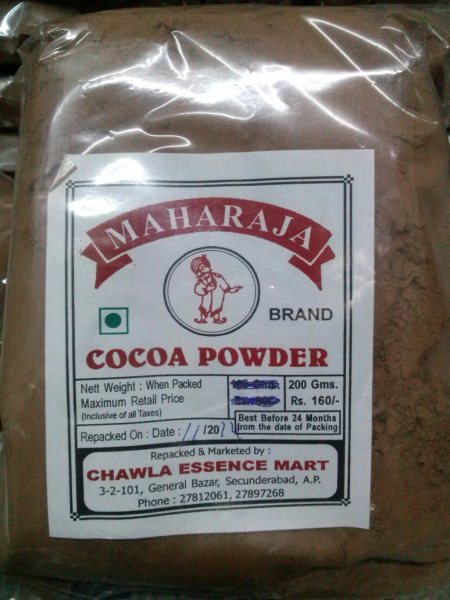 MAHARAJA
BRAND
COCOA POWDER
Nett Weight : When Packed 200 Gms.
Maximum Retail Price Rs. 160/-
(Inclusive of all Taxes)
Repacked On : Date : 11/20
Best Before 24 Months
from the date of Packing
Repacked & Marketed by :
CHAWLA ESSENCE MART
3-2-101, General Bazar, Secunderabad, A.P.
Phone : 27812061, 27897268